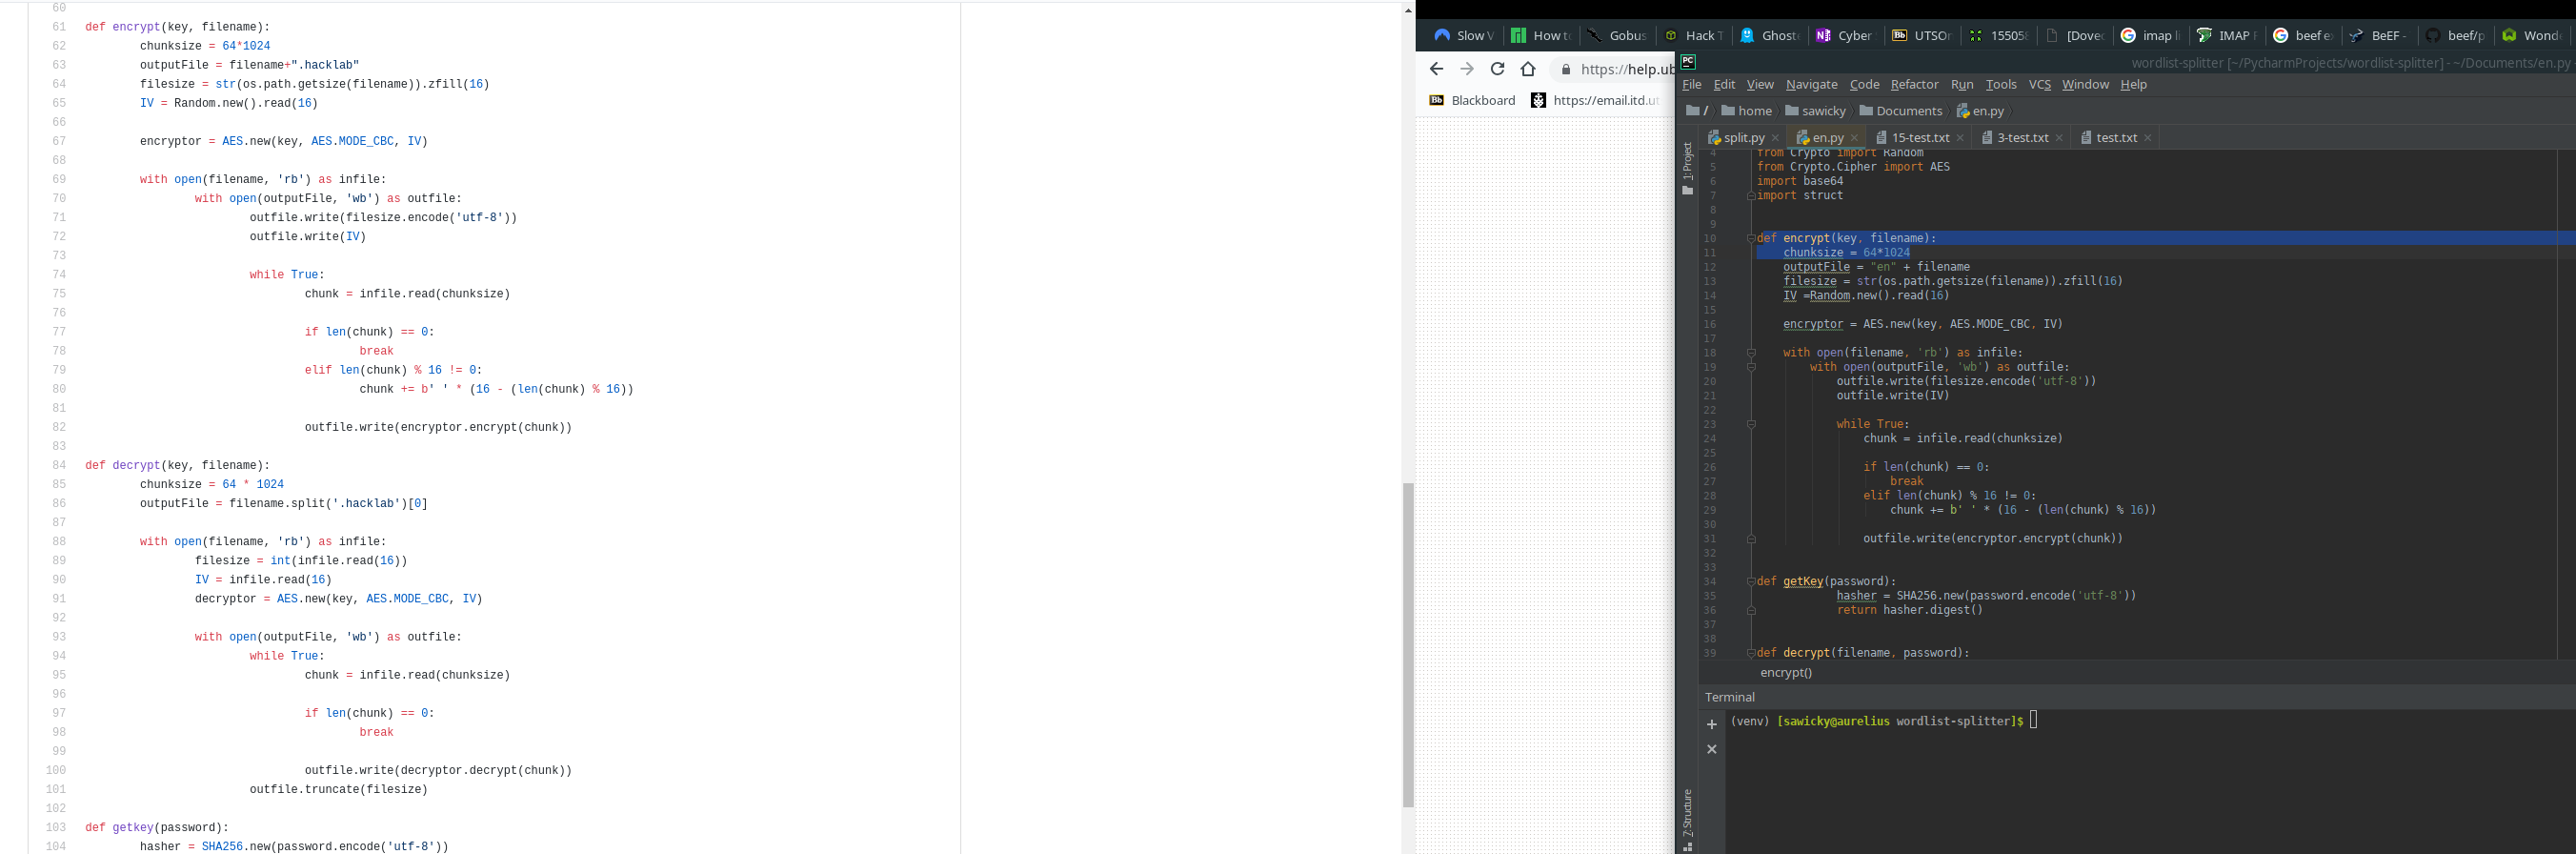 60
61 def encrypt(key, filename):
62 chunksize = 64*1024
63 outputFile = filename+".hacklab"
64 filesize = str(os.path.getsize(filename)).zfill(16)
65 IV = Random.new().read(16)
66
67 encryptor = AES.new(key, AES.MODE_CBC, IV)
68
69 with open(filename, 'rb') as infile:
70 with open(outputFile, 'wb') as outfile:
71 outfile.write(filesize.encode('utf-8'))
72 outfile.write(IV)
73
74 while True:
75 chunk = infile.read(chunksize)
76
77 if len(chunk) == 0:
78 break
79 elif len(chunk) % 16 != 0:
80 chunk += b' ' * (16 - (len(chunk) % 16))
81
82 outfile.write(encryptor.encrypt(chunk))
83
84 def decrypt(key, filename):
85 chunksize = 64 * 1024
86 outputFile = filename.split('.hacklab')[0]
87
88 with open(filename, 'rb') as infile:
89 filesize = int(infile.read(16))
90 IV = infile.read(16)
91 decryptor = AES.new(key, AES.MODE_CBC, IV)
92
93 with open(outputFile, 'wb') as outfile:
94 while True:
95 chunk = infile.read(chunksize)
96
97 if len(chunk) == 0:
98 break
99
100 outfile.write(decryptor.decrypt(chunk))
101 outfile.truncate(filesize)
102
103 def getkey(password):
104 hasher = SHA256.new(password.encode('utf-8'))
Slow V How to Gobus Hack T Ghost Cyber Bb UTSOn 15505 [Dovec imap li IMAP F beef e BeEF - beef/p Wond
https://help.ub
Bb Blackboard https://email.itd.ut
PC wordlist-splitter [~/PycharmProjects/wordlist-splitter] - ~/Documents/en.py
File Edit View Navigate Code Refactor Run Tools VCS Window Help
/ home sawicky Documents en.py
split.py en.py 15-test.txt 3-test.txt test.txt
1: Project
4 from Crypto import Random
5 from Crypto.Cipher import AES
6 import base64
7 import struct
8
9
10 def encrypt(key, filename):
11 chunksize = 64*1024
12 outputFile = "en" + filename
13 filesize = str(os.path.getsize(filename)).zfill(16)
14 IV =Random.new().read(16)
15
16 encryptor = AES.new(key, AES.MODE_CBC, IV)
17
18 with open(filename, 'rb') as infile:
19 with open(outputFile, 'wb') as outfile:
20 outfile.write(filesize.encode('utf-8'))
21 outfile.write(IV)
22
23 while True:
24 chunk = infile.read(chunksize)
25
26 if len(chunk) == 0:
27 break
28 elif len(chunk) % 16 != 0:
29 chunk += b' ' * (16 - (len(chunk) % 16))
30
31 outfile.write(encryptor.encrypt(chunk))
32
33
34 def getKey(password):
35 hasher = SHA256.new(password.encode('utf-8'))
36 return hasher.digest()
37
38
39 def decrypt(filename, password):
encrypt()
Terminal
(venv) [sawicky@aurelius wordlist-splitter]$
7: Structure